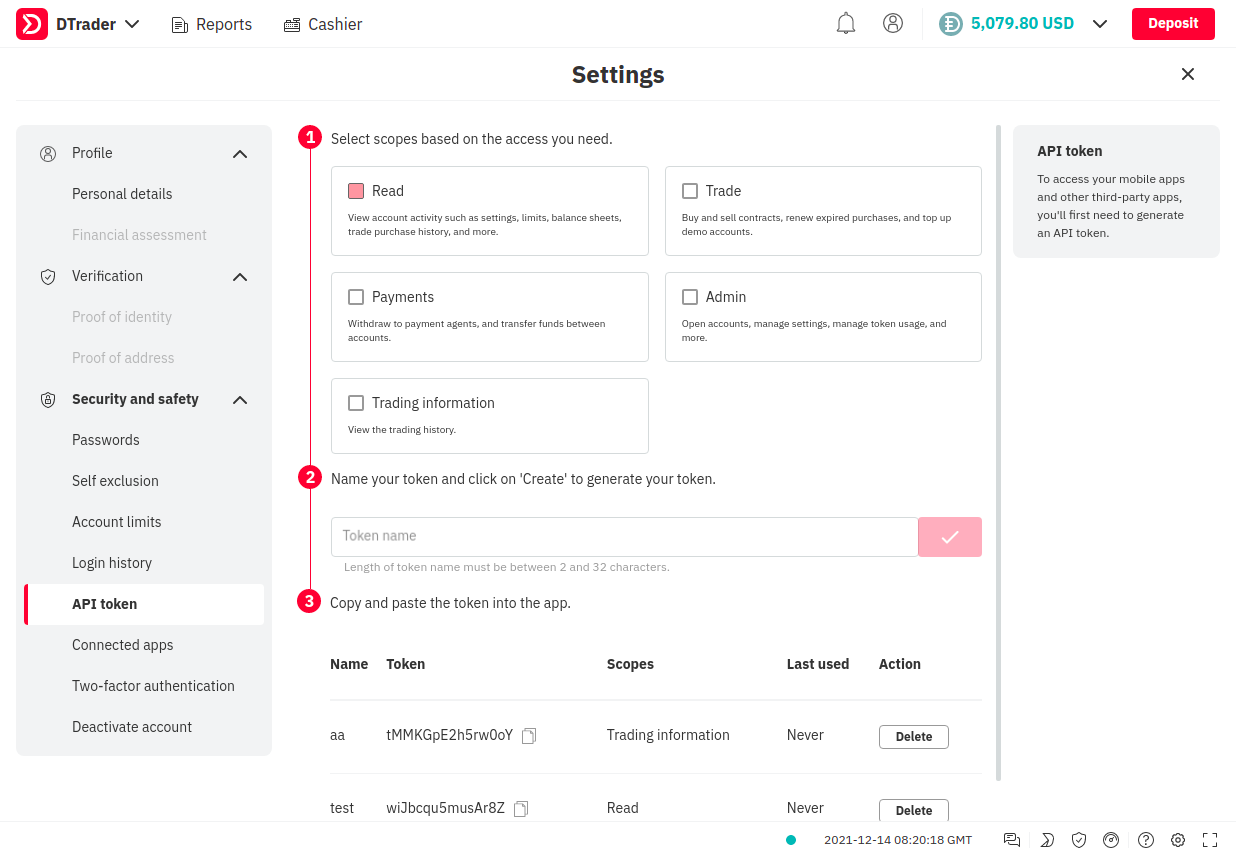 DTrader
Reports
Cashier
5,079.80 USD
Deposit
Settings
Profile
Personal details
Financial assessment
Verification
Proof of identity
Proof of address
Security and safety
Passwords
Self exclusion
Account limits
Login history
API token
Connected apps
Two-factor authentication
Deactivate account
1 Select scopes based on the access you need.
Read
View account activity such as settings, limits, balance sheets,
trade purchase history, and more.
Trade
Buy and sell contracts, renew expired purchases, and top up
demo accounts.
Payments
Withdraw to payment agents, and transfer funds between
accounts.
Admin
Open accounts, manage settings, manage token usage, and
more.
Trading information
View the trading history.
2 Name your token and click on 'Create' to generate your token.
Token name
Length of token name must be between 2 and 32 characters.
3 Copy and paste the token into the app.
Name Token Scopes Last used Action
aa tMMKGpE2h5rw0oY Trading information Never Delete
test wiJbcqu5musAr8Z Read Never Delete
API token
To access your mobile apps
and other third-party apps,
you'll first need to generate
an API token.
2021-12-14 08:20:18 GMT